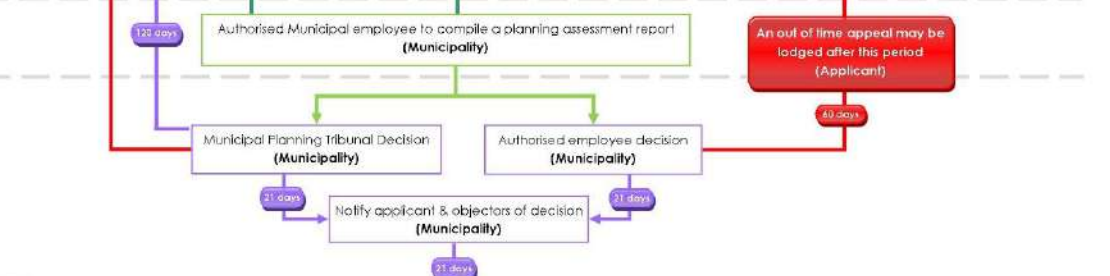 120 days
Authorised Municipal employee to compile a planning assessment report
(Municipality)
An out of time appeal may be
lodged after this period
(Applicant)
60 days
Municipal Planning Tribunal Decision
(Municipality)
Authorised employee decision
(Municipality)
21 days
21 days
Notify applicant & objectors of decision
(Municipality)
21 days